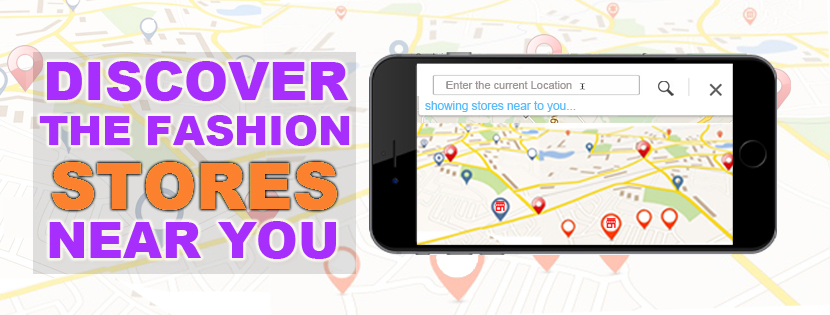 DISCOVER
THE FASHION
STORES
NEAR YOU
Enter the current Location
showing stores near to you...